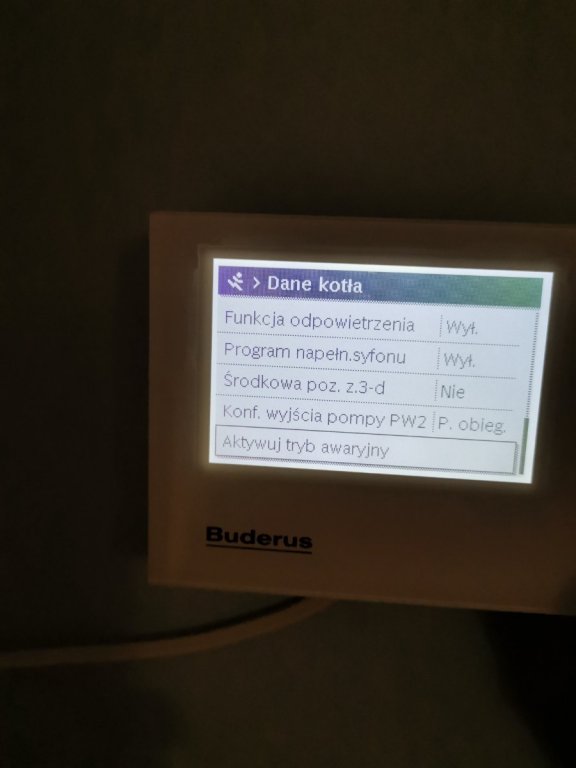 > Dane kotła
Funkcja odpowietrzenia Wył.
Program napełn.syfonu Wył.
Środkowa poz. z.3-d Nie
Konf. wyjścia pompy PW2 P. obieg.
Aktywuj tryb awaryjny
Buderus